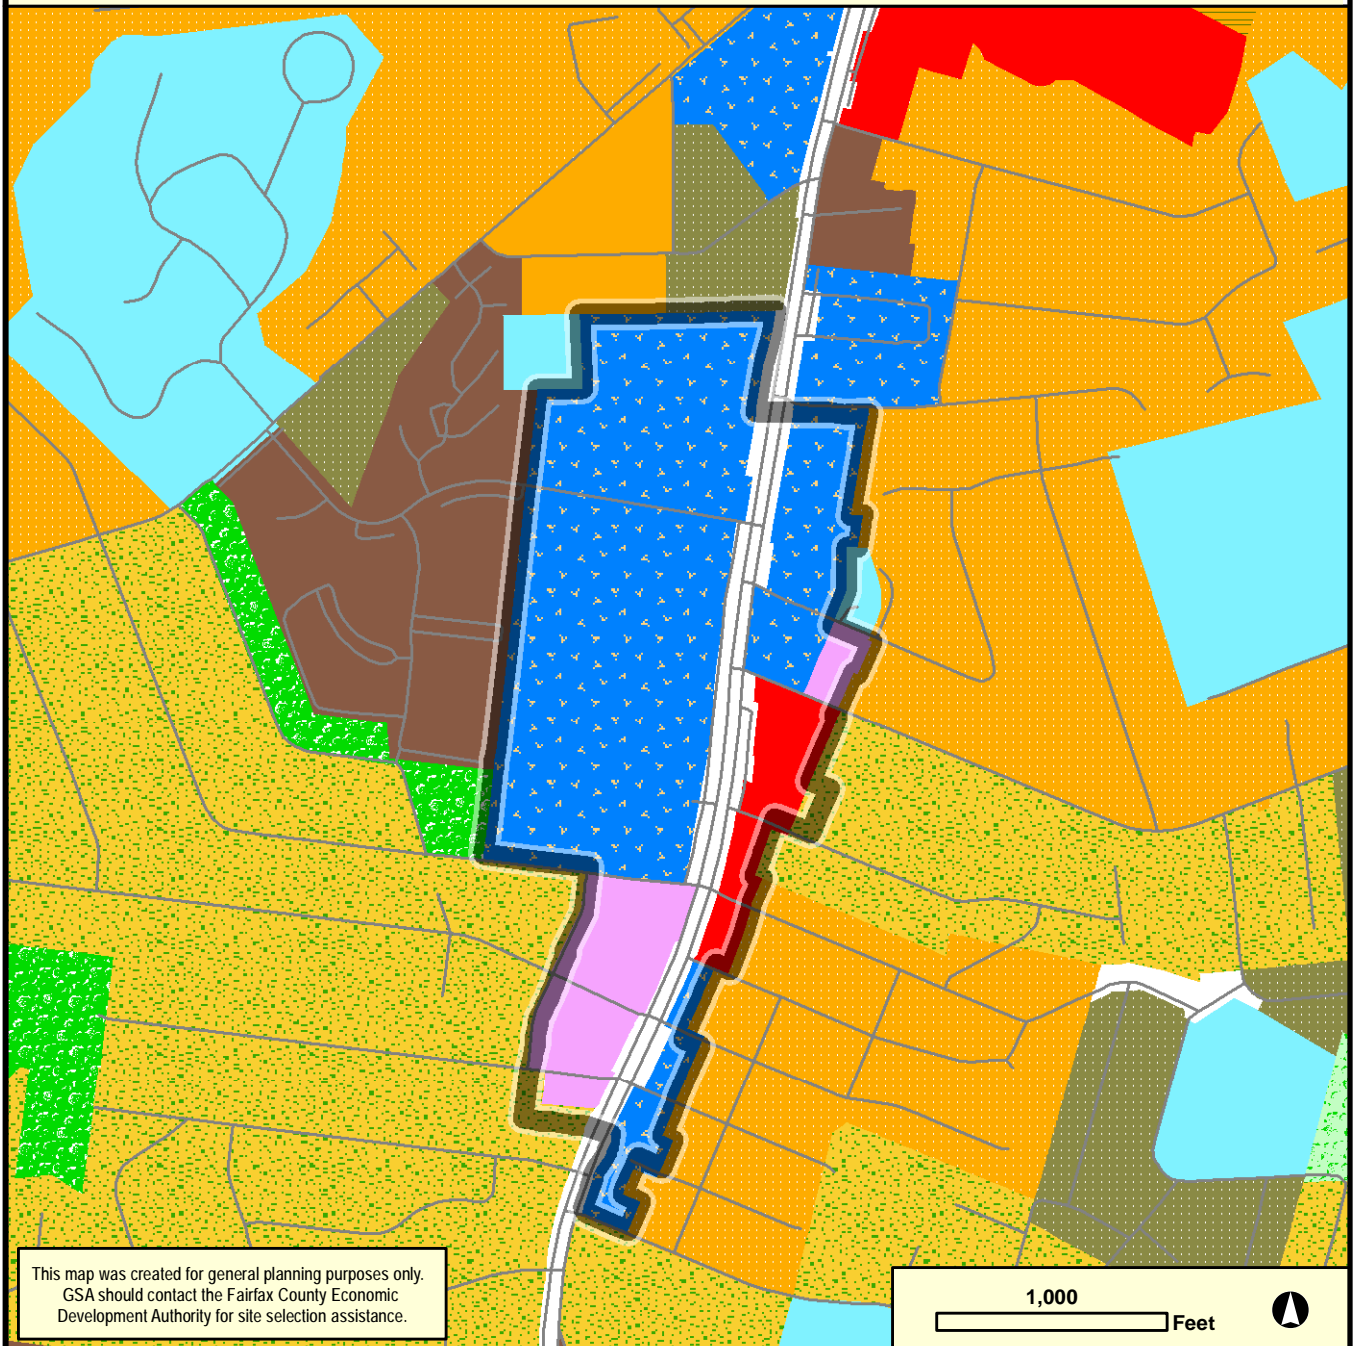 This map was created for general planning purposes only.
GSA should contact the Fairfax County Economic
Development Authority for site selection assistance.
1,000
Feet